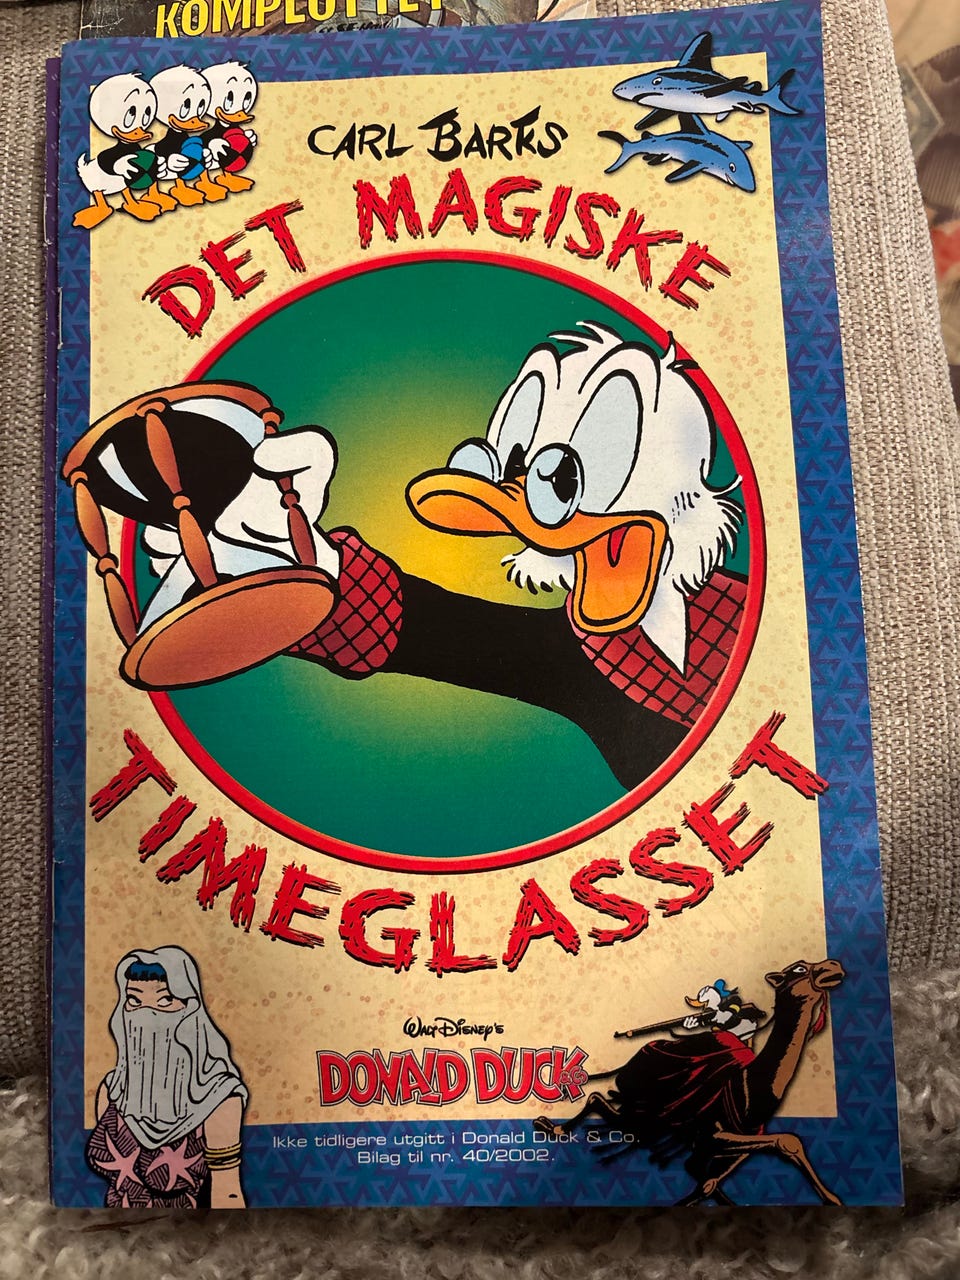 KOMPLOTTET
CARL BARKS
DET MAGISKE
TIMEGLASSET
WALT DISNEY'S
DONALD DUCK & CO
Ikke tidligere utgitt i Donald Duck & Co.
Bilag til nr. 40/2002.